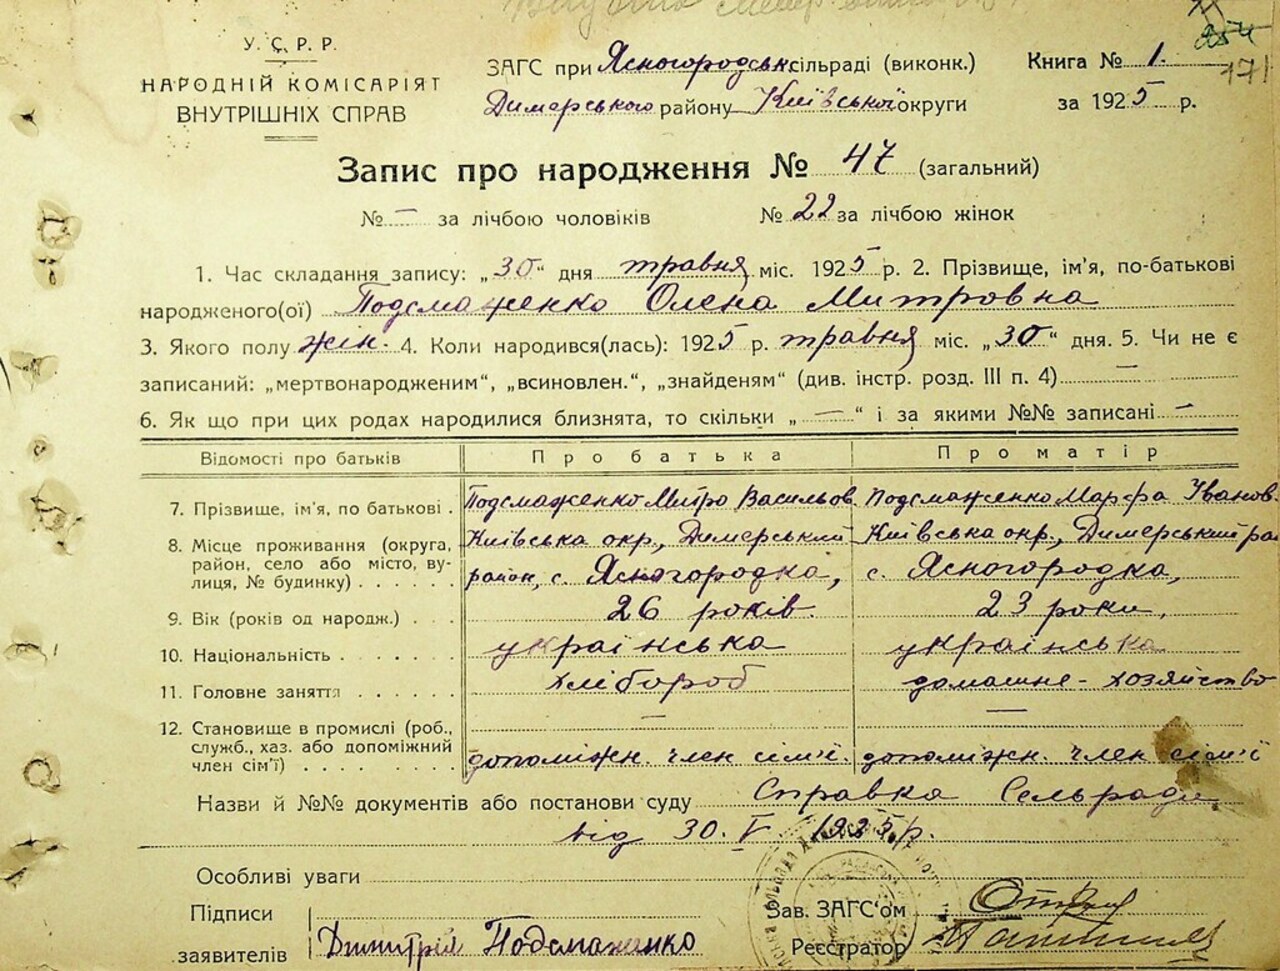 У. С. Р. Р.
НАРОДНІЙ КОМІСАРІЯТ
ВНУТРІШНІХ СПРАВ
ЗАГС при Ясногородськ. сільраді (виконк.)
Димерського району Київської округи
Книга № 1.
за 1925 р.
171
Запис про народження № 47 (загальний)
№ — за лічбою чоловіків № 22 за лічбою жінок
1. Час складання запису: „30“ дня травня міс. 1925 р. 2. Прізвище, ім'я, по-батькові
народженого(ої) Подсмаженко Олена Митровна
3. Якого полу жін. 4. Коли народився(лась): 1925 р. травня міс. „30“ дня. 5. Чи не є
записаний: „мертвонародженим“, „всиновлен.“, „знайденям“ (див. інстр. розд. III п. 4) —
6. Як що при цих родах народилися близнята, то скільки „—“ і за якими №№ записані —
Відомості про батьків Про батька Про матір
7. Прізвище, ім'я, по батькові . Подсмаженко Митро Васильов. Подсмаженко Марфа Іванов.
8. Місце проживання (округа, Київська окр., Димерський Київська окр., Димерський ра
район, село або місто, ву- район, с. Ясногородка, с. Ясногородка,
лиця, № будинку) . . . . .
9. Вік (років од народж.) . . 26 років. 23 роки,
10. Національність . . . . . українська українська
11. Головне заняття . . . . . хлібороб домашне-хозяйство
12. Становище в промислі (роб., — —
служб., хаз. або допоміжний допоміжн. член сім'ї. допоміжн. член сім'ї
член сім'ї) . . . . . . . .
Назви й №№ документів або постанови суду Справка Сельради
від 30. V. 1925 р.
Особливі уваги
Підписи
заявителів Дмитрій Подсмаженко
Зав. ЗАГС'ом
Реєстратор